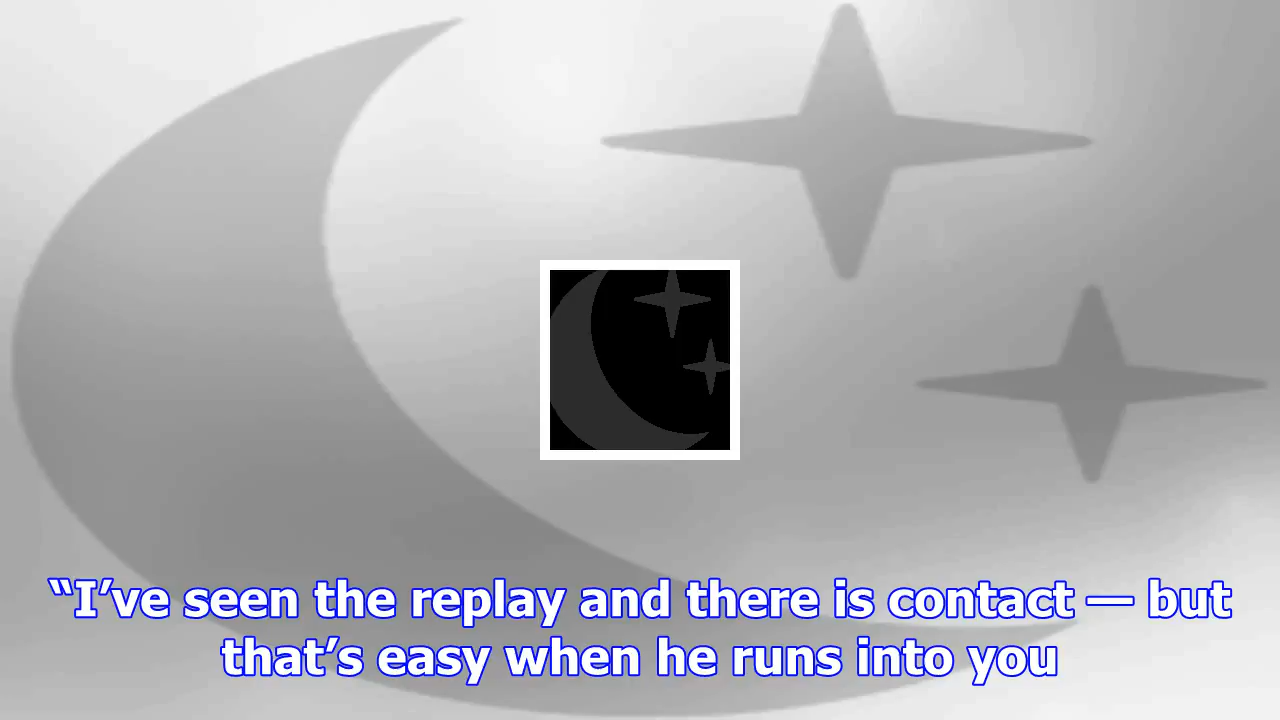 “I’ve seen the replay and there is contact — but
that’s easy when he runs into you